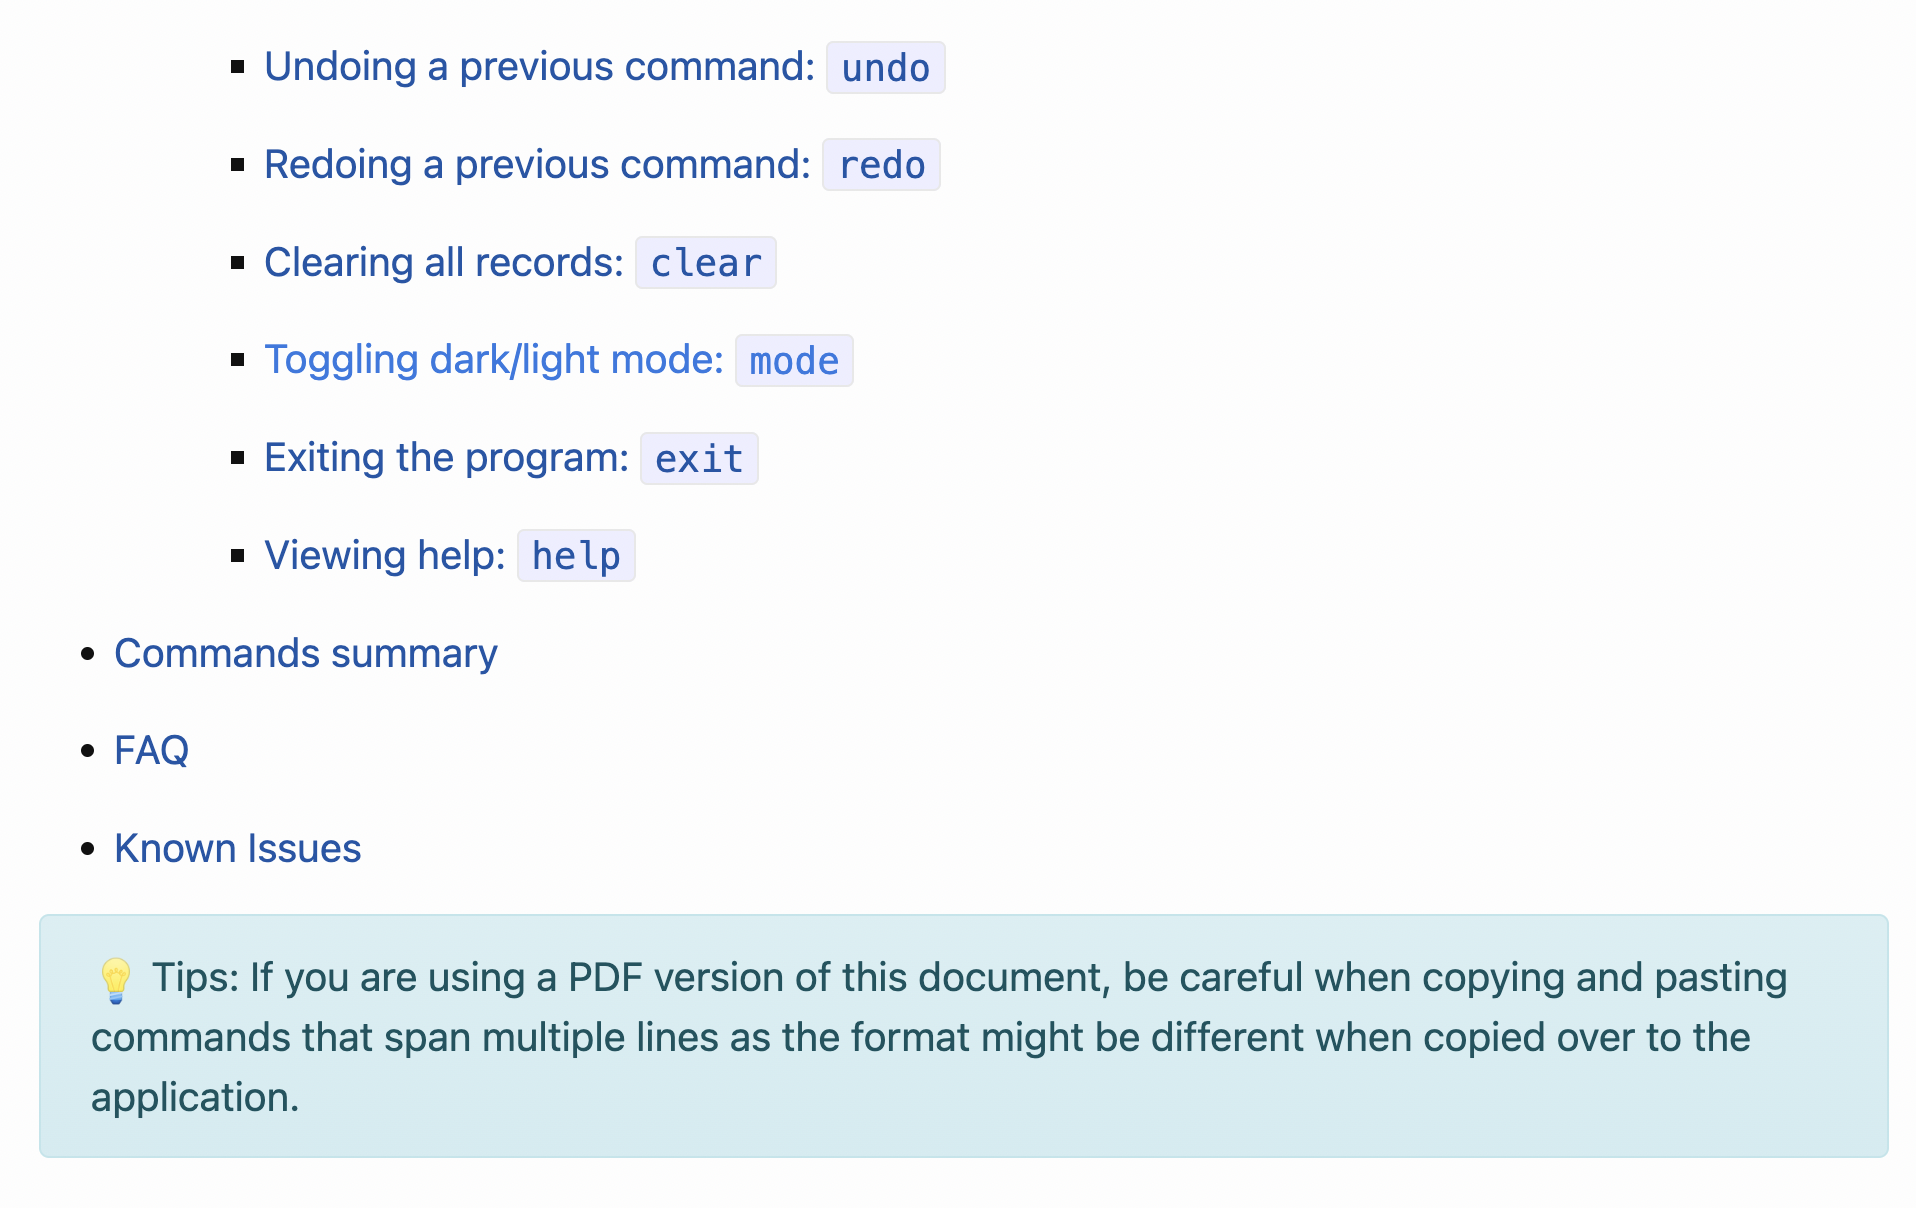 Undoing a previous command: undo
Redoing a previous command: redo
Clearing all records: clear
Toggling dark/light mode: mode
Exiting the program: exit
Viewing help: help
Commands summary
FAQ
Known Issues
💡 Tips: If you are using a PDF version of this document, be careful when copying and pasting
commands that span multiple lines as the format might be different when copied over to the
application.